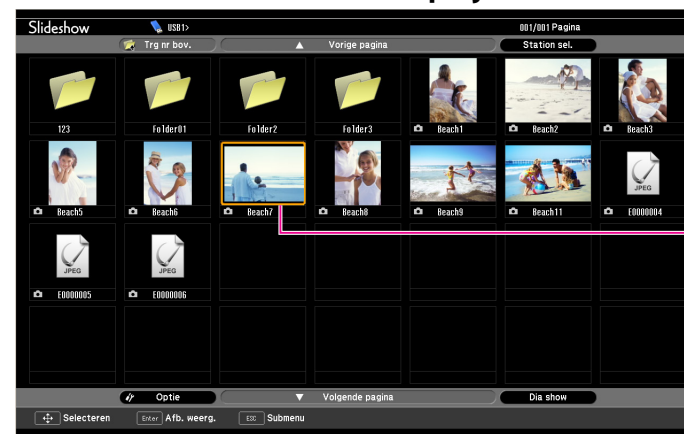 Slideshow USB1> 001/001 Pagina
Trg nr bov. Vorige pagina Station sel.
123 Folder01 Folder2 Folder3 Beach1 Beach2 Beach3
JPEG
Beach5 Beach6 Beach7 Beach8 Beach9 Beach11 E0000004
JPEG JPEG
E0000005 E0000006
Optie Volgende pagina Dia show
Selecteren Enter Afb. weerg. ESC Submenu